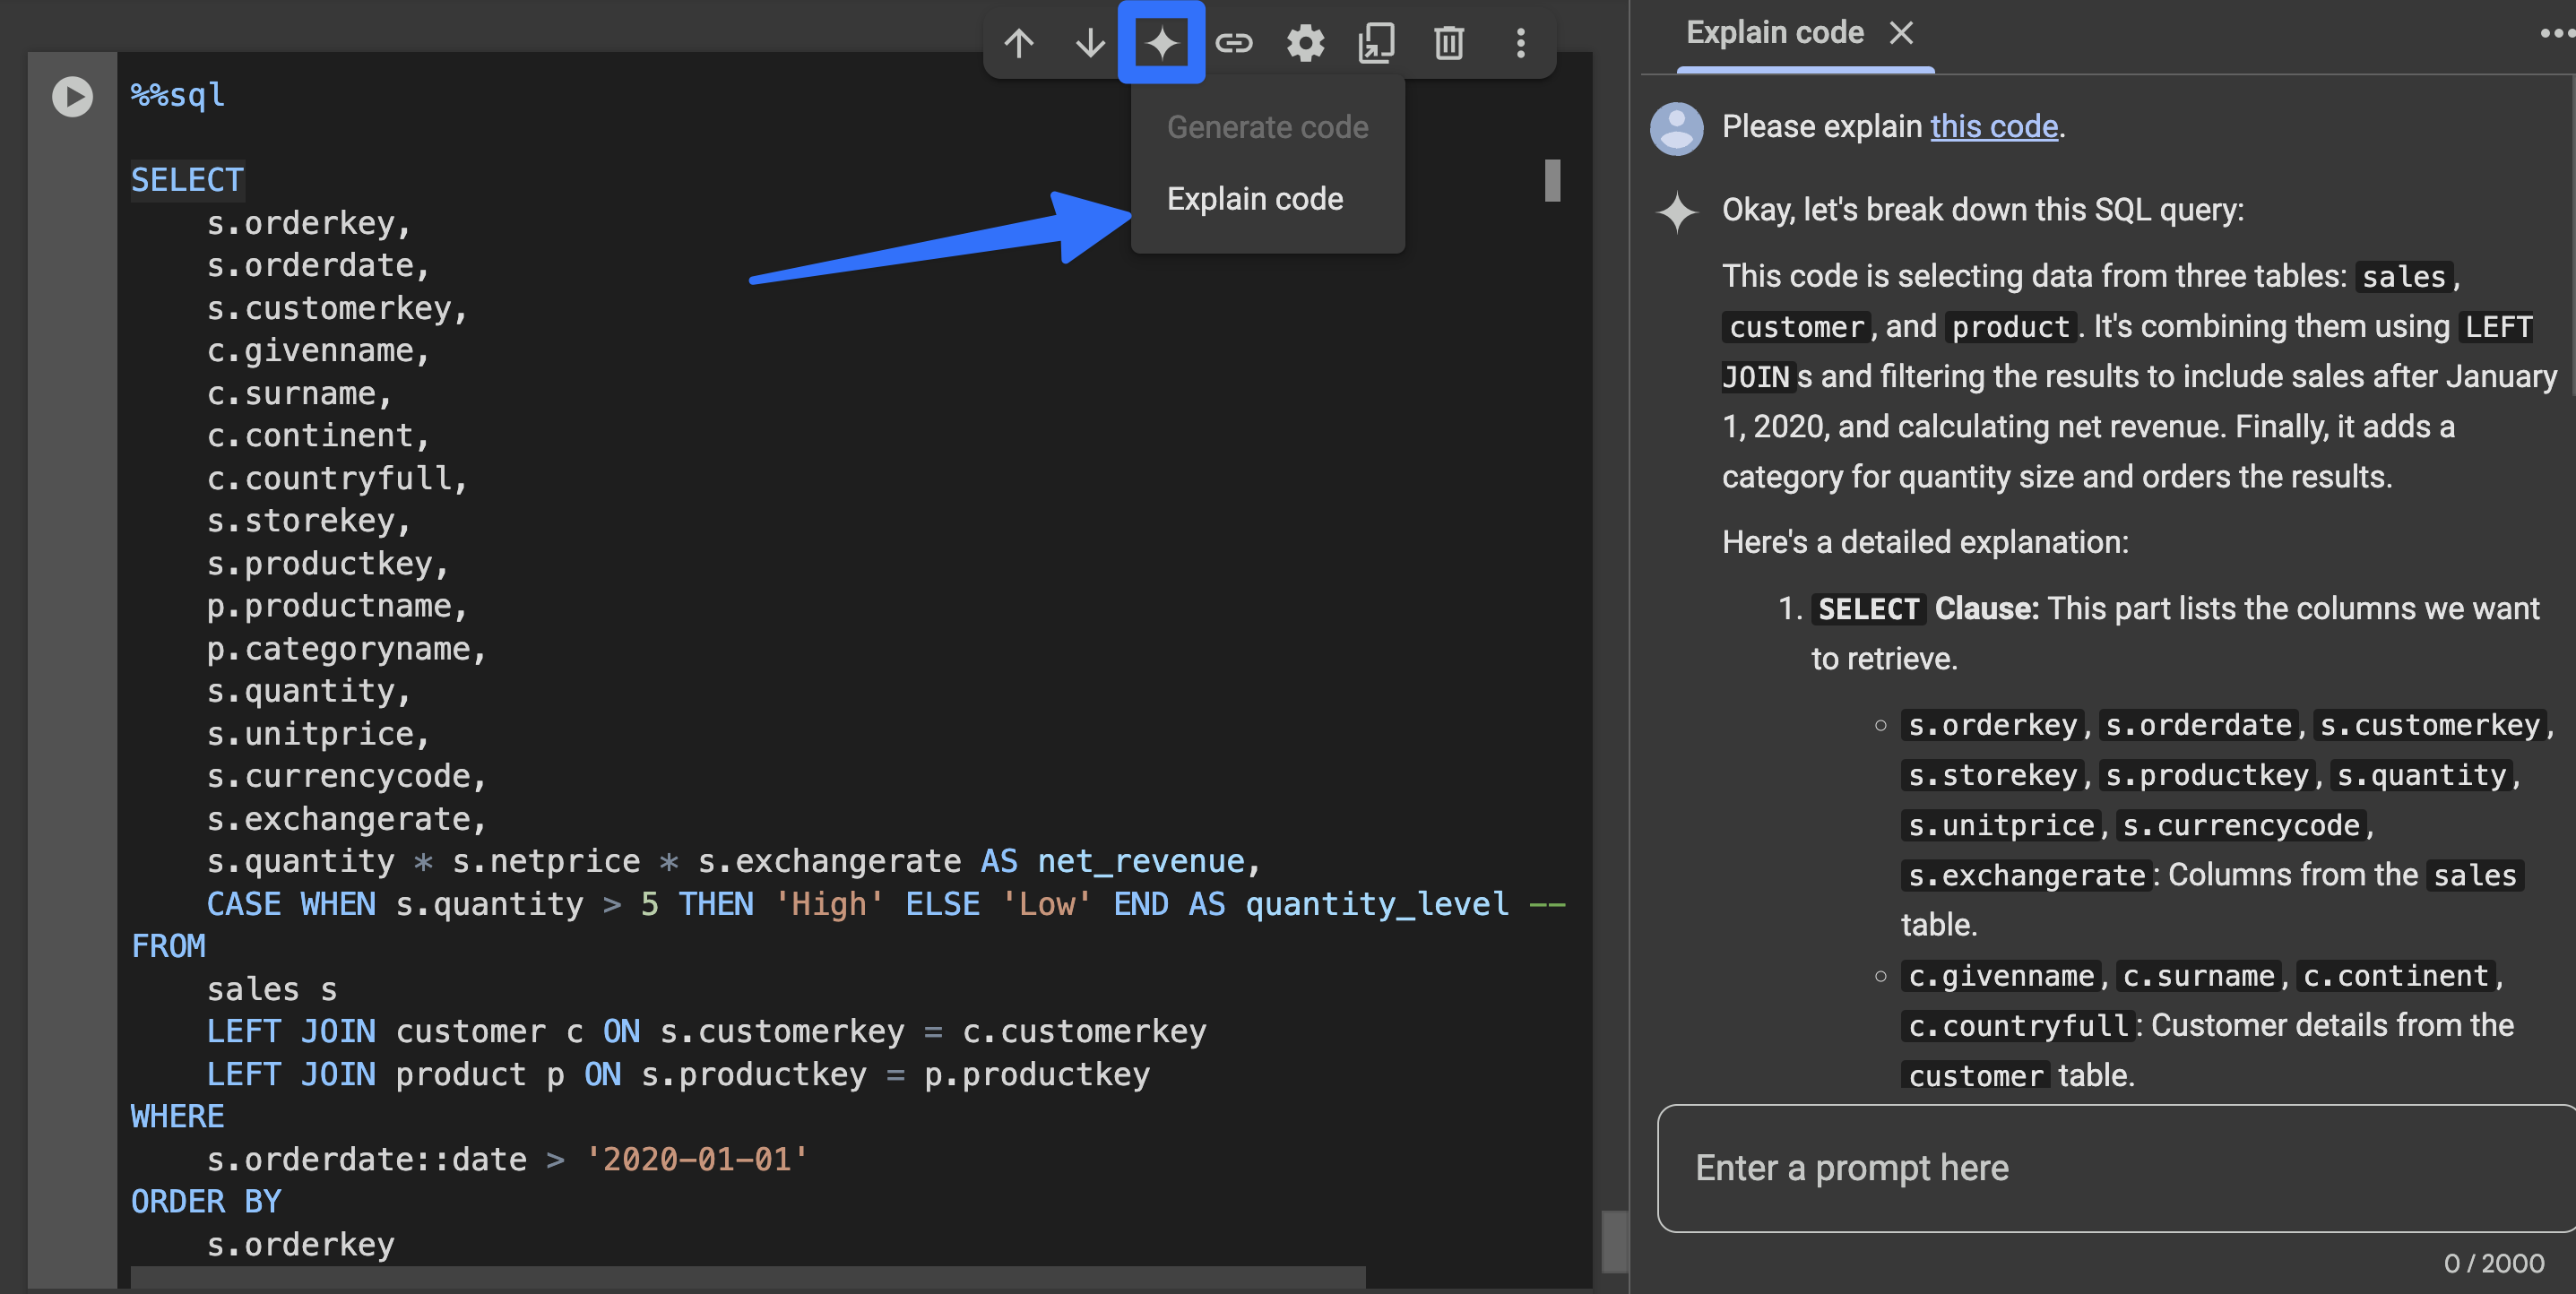 %%sql
SELECT
s.orderkey,
s.orderdate,
s.customerkey,
c.givenname,
c.surname,
c.continent,
c.countryfull,
s.storekey,
s.productkey,
p.productname,
p.categoryname,
s.quantity,
s.unitprice,
s.currencycode,
s.exchangerate,
s.quantity * s.netprice * s.exchangerate AS net_revenue,
CASE WHEN s.quantity > 5 THEN 'High' ELSE 'Low' END AS quantity_level --
FROM
sales s
LEFT JOIN customer c ON s.customerkey = c.customerkey
LEFT JOIN product p ON s.productkey = p.productkey
WHERE
s.orderdate::date > '2020-01-01'
ORDER BY
s.orderkey
Generate code
Explain code
Explain code
Please explain this code.
Okay, let's break down this SQL query:
This code is selecting data from three tables: sales,
customer, and product. It's combining them using LEFT
JOINs and filtering the results to include sales after January
1, 2020, and calculating net revenue. Finally, it adds a
category for quantity size and orders the results.
Here's a detailed explanation:
1. SELECT Clause: This part lists the columns we want
to retrieve.
s.orderkey, s.orderdate, s.customerkey,
s.storekey, s.productkey, s.quantity,
s.unitprice, s.currencycode,
s.exchangerate: Columns from the sales
table.
c.givenname, c.surname, c.continent,
c.countryfull: Customer details from the
customer table.
Enter a prompt here
0 / 2000